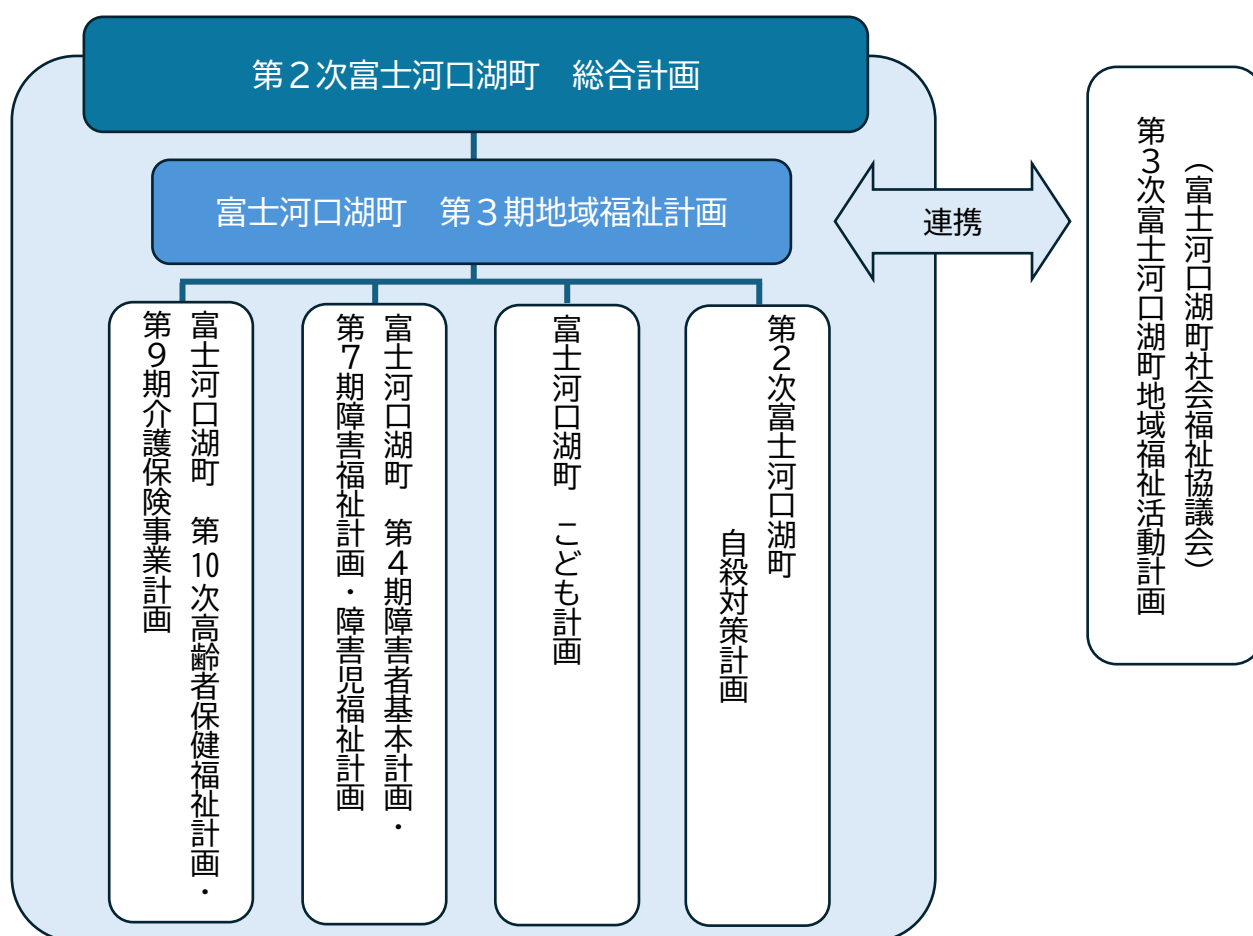 第２次富士河口湖町　総合計画
富士河口湖町　第３期地域福祉計画
連携
富士河口湖町　第10次高齢者保健福祉計画・
第９期介護保険事業計画
富士河口湖町　第４期障害者基本計画・
第７期障害福祉計画・障害児福祉計画
富士河口湖町　こども計画
第２次富士河口湖町
自殺対策計画
（富士河口湖町社会福祉協議会）
第３次富士河口湖町地域福祉活動計画